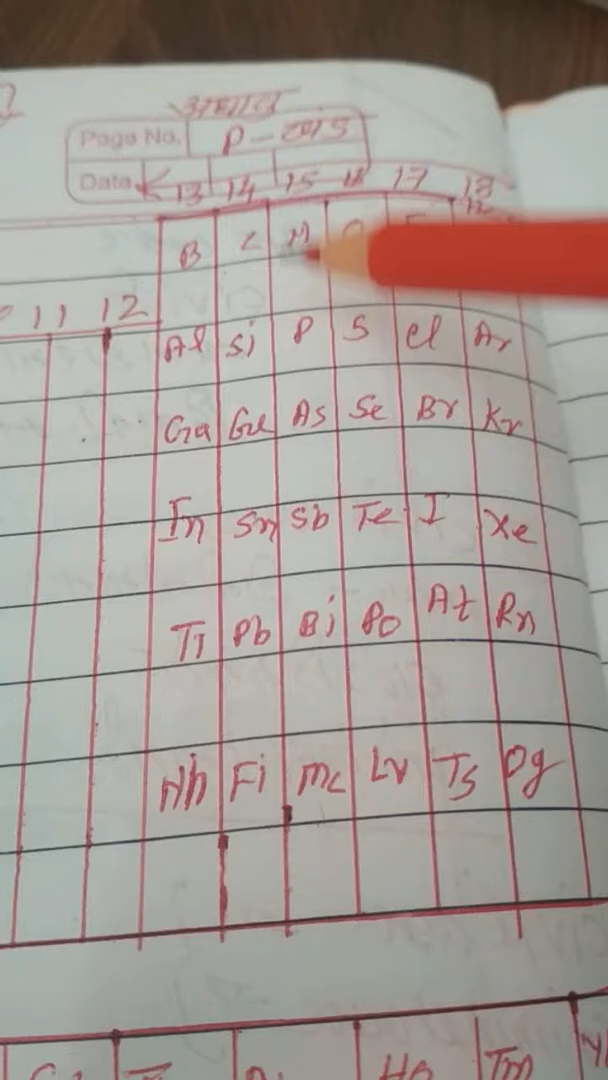 Page No. P-
Date 13 14 15 16 17 18
B C N
11 12
Al Si P S Cl Ar
Ga Ge As Se Br Kr
In Sn Sb Te I Xe
Tl Pb Bi Po At Rn
Nh Fl Mc Lv Ts Og
Ho Tm